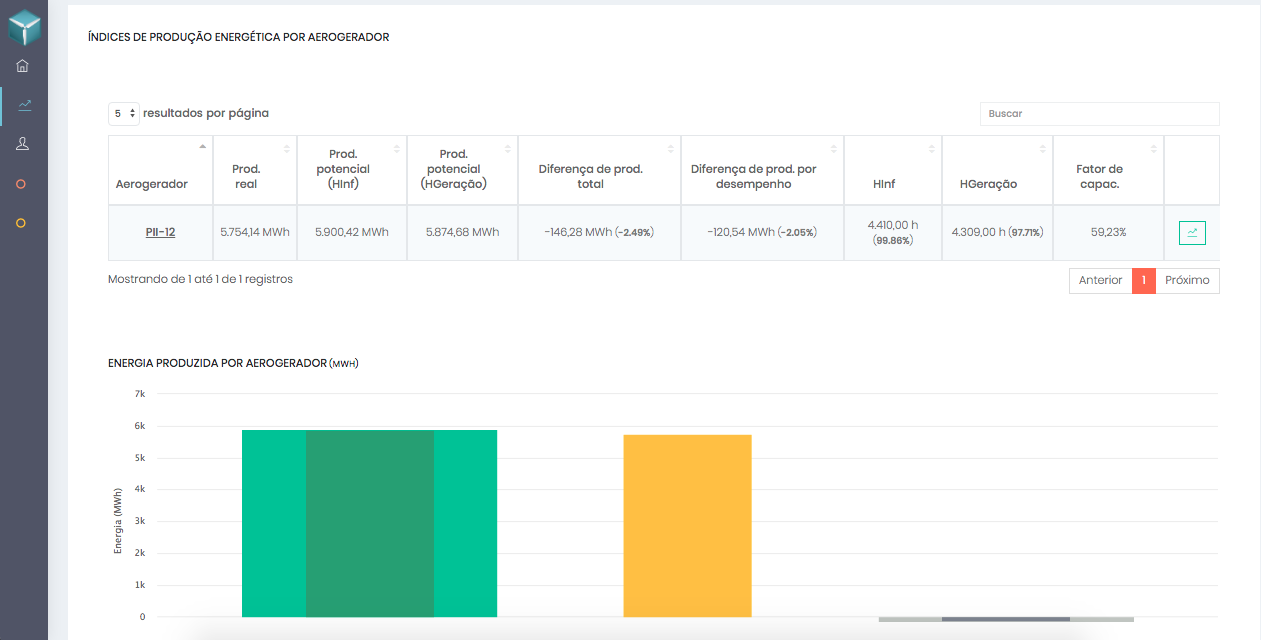 ÍNDICES DE PRODUÇÃO ENERGÉTICA POR AEROGERADOR
5 resultados por página
Buscar
Aerogerador
Prod.
real
Prod.
potencial
(HInf)
Prod.
potencial
(HGeração)
Diferença de prod.
total
Diferença de prod. por
desempenho
HInf
HGeração
Fator de
capac.
PII-12
5.754,14 MWh
5.900,42 MWh
5.874,68 MWh
-146,28 MWh (-2.49%)
-120,54 MWh (-2.05%)
4.410,00 h
(99.86%)
4.309,00 h (97.71%)
59,23%
Mostrando de 1 até 1 de 1 registros
Anterior 1 Próximo
ENERGIA PRODUZIDA POR AEROGERADOR (MWH)
7k
6k
5k
4k
3k
2k
1k
0
Energia (MWh)